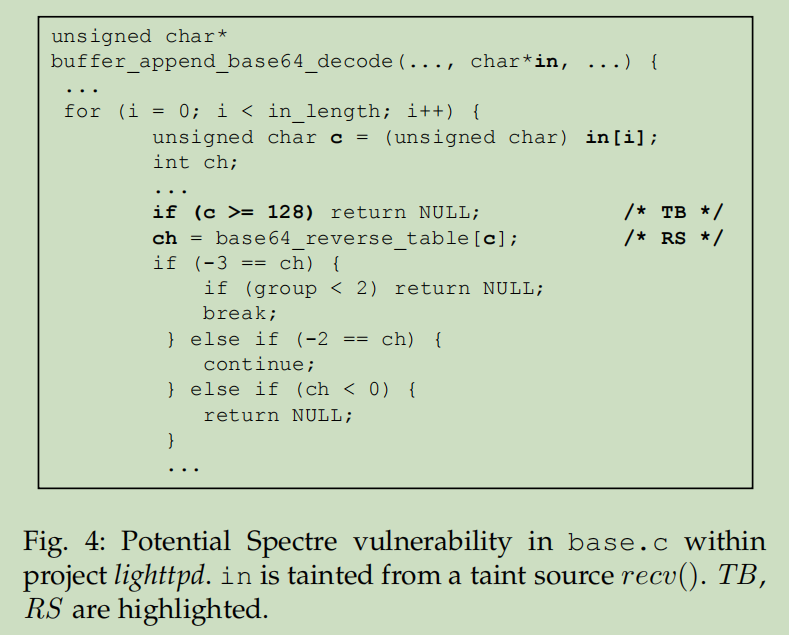 unsigned char*
buffer_append_base64_decode(..., char*in, ...) {
...
for (i = 0; i < in_length; i++) {
unsigned char c = (unsigned char) in[i];
int ch;
...
if (c >= 128) return NULL; /* TB */
ch = base64_reverse_table[c]; /* RS */
if (-3 == ch) {
if (group < 2) return NULL;
break;
} else if (-2 == ch) {
continue;
} else if (ch < 0) {
return NULL;
}
...
Fig. 4: Potential Spectre vulnerability in base.c within
project lighttpd. in is tainted from a taint source recv(). TB,
RS are highlighted.